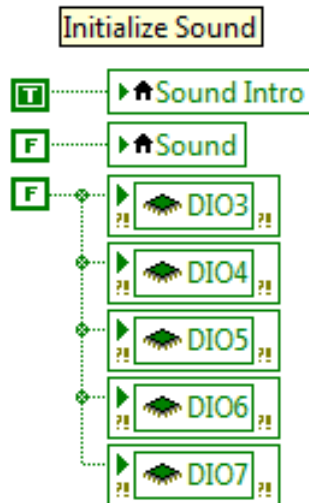 Initialize Sound
T
Sound Intro
F
Sound
F
?! DIO3 ?!
?! DIO4 ?!
?! DIO5 ?!
?! DIO6 ?!
?! DIO7 ?!